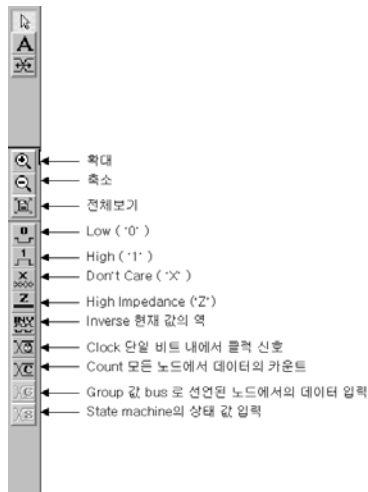 A
확대
축소
전체보기
0
Low ( '0' )
1
High ( '1' )
X
Don't Care ( 'X' )
XXXX
Z
High Impedance ('Z')
INV
Inverse 현재 값의 역
Clock 단일 비트 내에서 클럭 신호
C
Count 모든 노드에서 데이터의 카운트
G
Group 값 bus 로 선언된 노드에서의 데이터 입력
S
State machine의 상태 값 입력